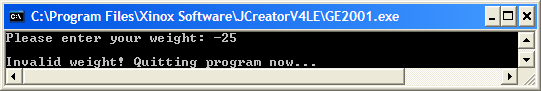 C:\Program Files\Xinox Software\JCreatorV4LE\GE2001.exe
Please enter your weight: -25
Invalid weight! Quitting program now...